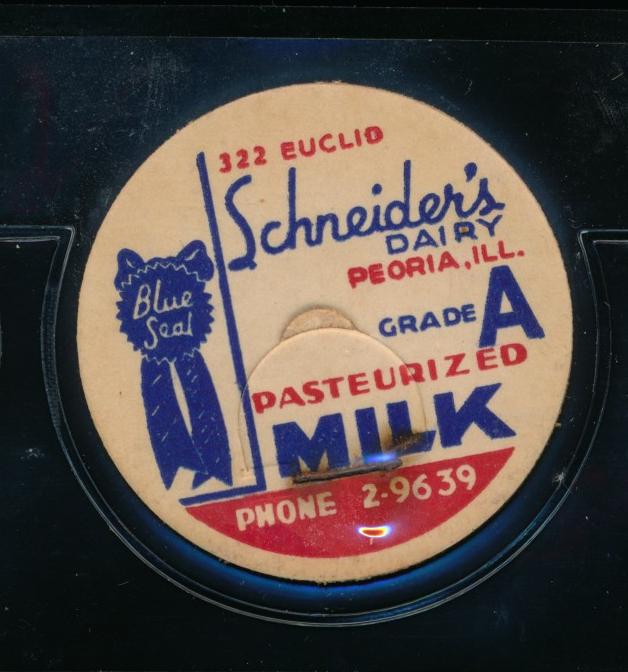 322 EUCLID
Schneider's
DAIRY
PEORIA, ILL.
Blue
Seal
GRADE A
PASTEURIZED
MILK
PHONE 2-9639